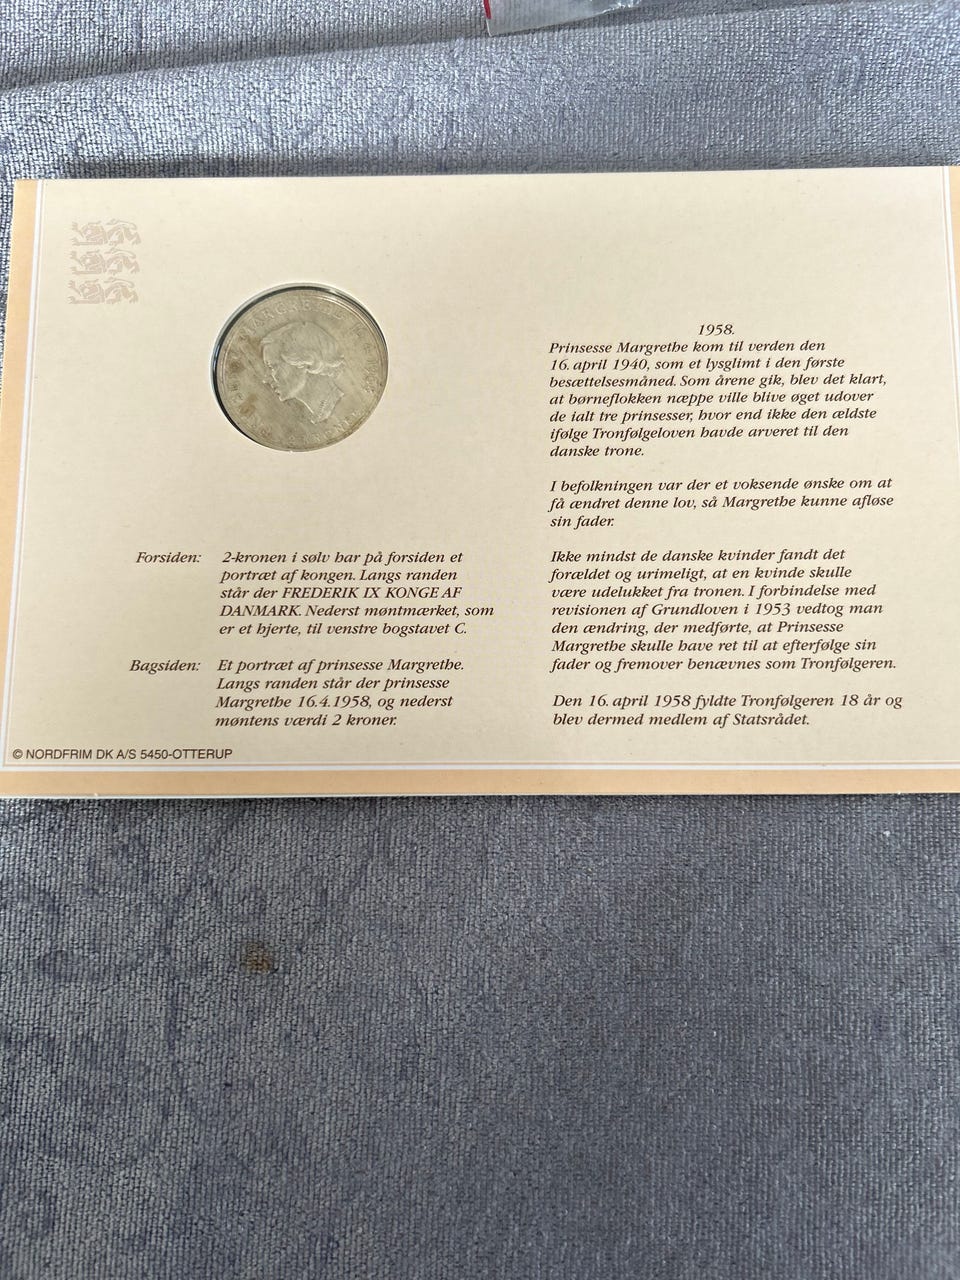 MARGRETHE
1958.
Prinsesse Margrethe kom til verden den
16. april 1940, som et lysglimt i den første
besættelsesmåned. Som årene gik, blev det klart,
at børneflokken næppe ville blive øget udover
de ialt tre prinsesser, hvor end ikke den ældste
ifølge Tronfølgeloven havde arveret til den
danske trone.
I befolkningen var der et voksende ønske om at
få ændret denne lov, så Margrethe kunne afløse
sin fader.
Ikke mindst de danske kvinder fandt det
forældet og urimeligt, at en kvinde skulle
være udelukket fra tronen. I forbindelse med
revisionen af Grundloven i 1953 vedtog man
den ændring, der medførte, at Prinsesse
Margrethe skulle have ret til at efterfølge sin
fader og fremover benævnes som Tronfølgeren.
Den 16. april 1958 fyldte Tronfølgeren 18 år og
blev dermed medlem af Statsrådet.
Forsiden: 2-kronen i sølv har på forsiden et
portræt af kongen. Langs randen
står der FREDERIK IX KONGE AF
DANMARK. Nederst møntmærket, som
er et hjerte, til venstre bogstavet C.
Bagsiden: Et portræt af prinsesse Margrethe.
Langs randen står der prinsesse
Margrethe 16.4.1958, og nederst
møntens værdi 2 kroner.
© NORDFRIM DK A/S 5450-OTTERUP